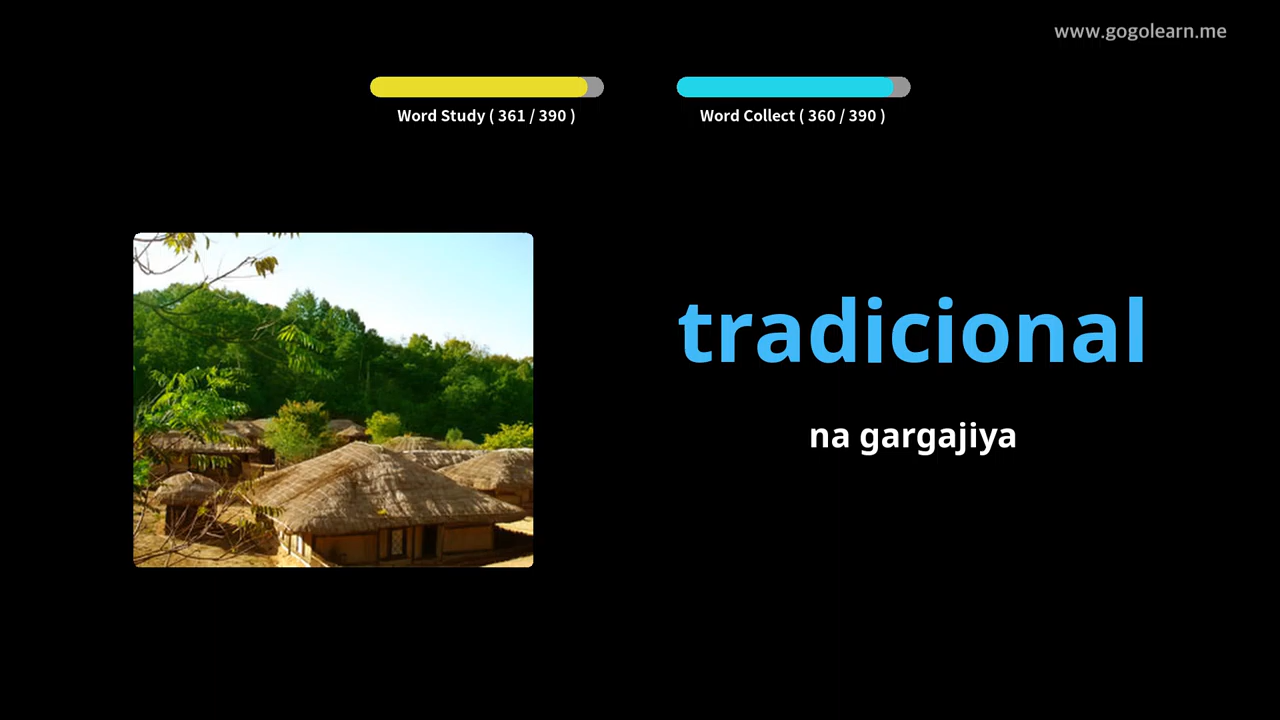 www.gogolearn.me
Word Study ( 361 / 390 )
Word Collect ( 360 / 390 )
tradicional
na gargajiya